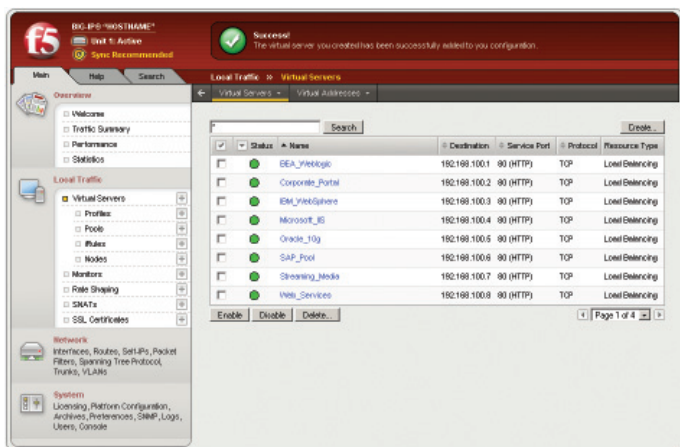 f5
BIG-IP® "HOSTNAME"
Unit 1: Active
Sync Recommended
Success!
The virtual server you created has been successfully added to you configuration.
Main Help Search
Local Traffic » Virtual Servers
Virtual Servers Virtual Addresses
Overview
Welcome
Traffic Summary
Performance
Statistics
Local Traffic
Virtual Servers
Profiles
Pools
iRules
Nodes
Monitors
Rate Shaping
SNATs
SSL Certificates
Network
Interfaces, Routes, Self-IPs, Packet
Filters, Spanning Tree Protocol,
Trunks, VLANs
System
Licensing, Platform Configuration,
Archives, Preferences, SNMP, Logs,
Users, Console
* Search Create...
Status Name Destination Service Port Protocol Resource Type
BEA_Weblogic 192.168.100.1 80 (HTTP) TCP Load Balancing
Corporate_Portal 192.168.100.2 80 (HTTP) TCP Load Balancing
IBM_WebSphere 192.168.100.3 80 (HTTP) TCP Load Balancing
Microsoft_IIS 192.168.100.4 80 (HTTP) TCP Load Balancing
Oracle_10g 192.168.100.5 80 (HTTP) TCP Load Balancing
SAP_Pool 192.168.100.6 80 (HTTP) TCP Load Balancing
Streaming_Media 192.168.100.7 80 (HTTP) TCP Load Balancing
Web_Services 192.168.100.8 80 (HTTP) TCP Load Balancing
Enable Disable Delete... Page 1 of 4